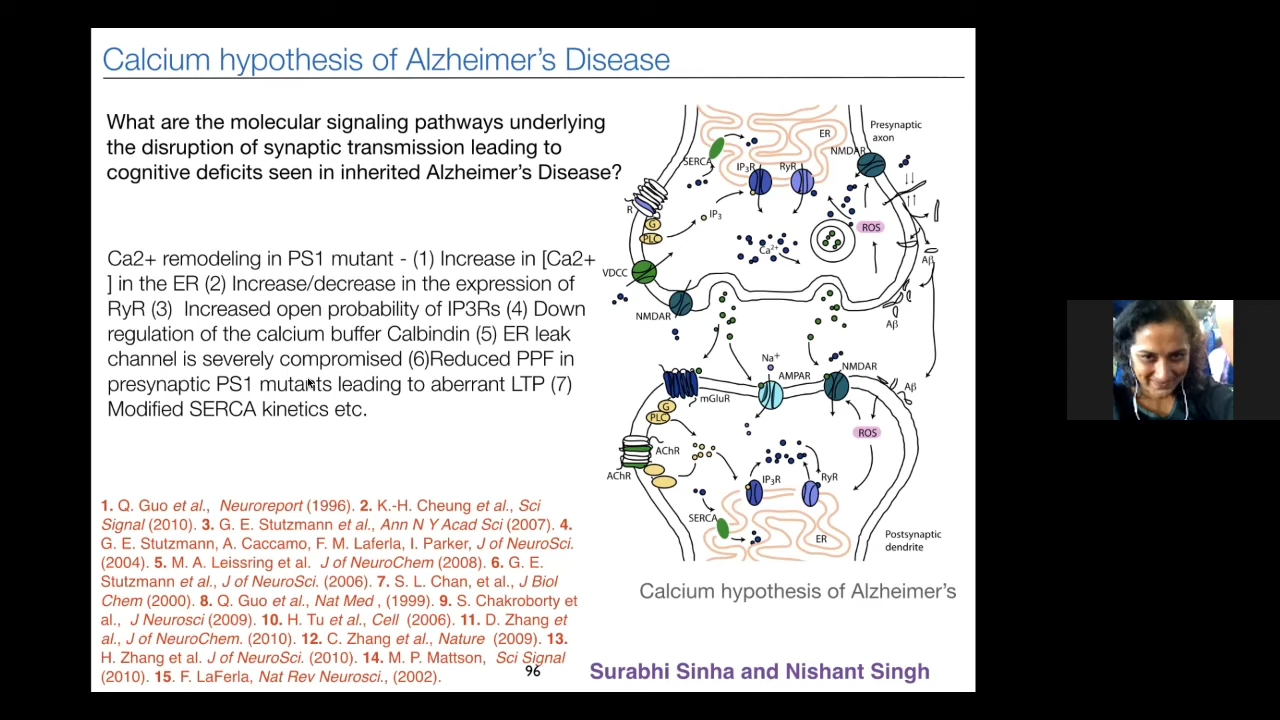 Calcium hypothesis of Alzheimer's Disease
What are the molecular signaling pathways underlying
the disruption of synaptic transmission leading to
cognitive deficits seen in inherited Alzheimer's Disease?
Ca2+ remodeling in PS1 mutant - (1) Increase in [Ca2+
] in the ER (2) Increase/decrease in the expression of
RyR (3)  Increased open probability of IP3Rs (4) Down
regulation of the calcium buffer Calbindin (5) ER leak
channel is severely compromised (6)Reduced PPF in
presynaptic PS1 mutants leading to aberrant LTP (7)
Modified SERCA kinetics etc.
1. Q. Guo et al.,  Neuroreport (1996). 2. K.-H. Cheung et al., Sci
Signal (2010). 3. G. E. Stutzmann et al., Ann N Y Acad Sci (2007). 4.
G. E. Stutzmann, A. Caccamo, F. M. Laferla, I. Parker, J of NeuroSci.
(2004). 5. M. A. Leissring et al.  J of NeuroChem (2008). 6. G. E.
Stutzmann et al., J of NeuroSci. (2006). 7. S. L. Chan, et al., J Biol
Chem (2000). 8. Q. Guo et al., Nat Med , (1999). 9. S. Chakroborty et
al.,  J Neurosci (2009). 10. H. Tu et al., Cell  (2006). 11. D. Zhang et
al., J of NeuroChem. (2010). 12. C. Zhang et al., Nature  (2009). 13.
H. Zhang et al. J of NeuroSci. (2010). 14. M. P. Mattson,  Sci Signal
(2010). 15. F. LaFerla, Nat Rev Neurosci., (2002).
96
Presynaptic
axon
ER
NMDAR
SERCA
IP3R
RyR
R
G
PLC
IP3
ROS
Ca2+
VDCC
Aβ
NMDAR
Aβ
Na+
AMPAR
NMDAR
mGluR
Aβ
G
PLC
ROS
AChR
AChR
IP3R
RyR
SERCA
ER
Postsynaptic
dendrite
Calcium hypothesis of Alzheimer's
Surabhi Sinha and Nishant Singh